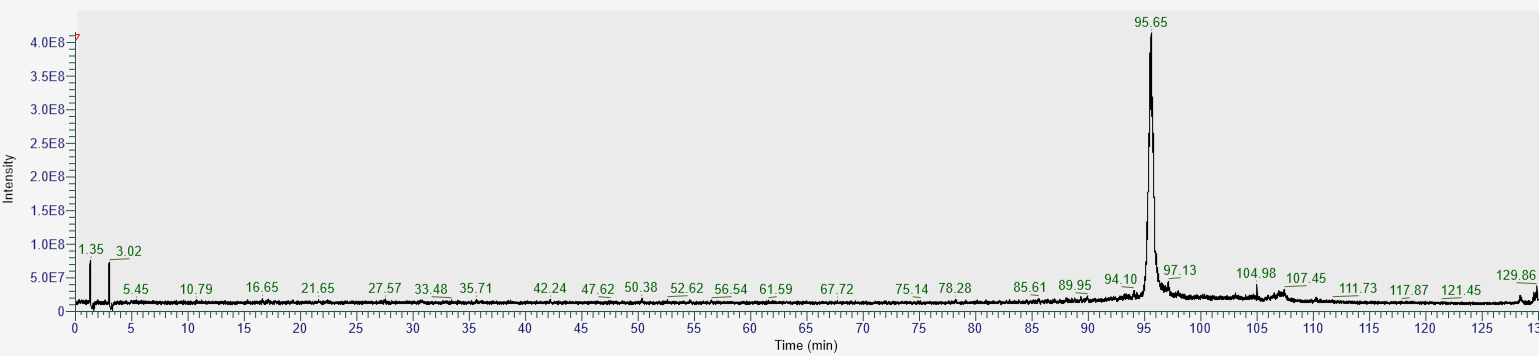 95.65
4.0E8
3.5E8
3.0E8
2.5E8
2.0E8
1.5E8
1.0E8
5.0E7
0
Intensity
1.35 3.02 5.45 10.79 16.65 21.65 27.57 33.48 35.71 42.24 47.62 50.38 52.62 56.54 61.59 67.72 75.14 78.28 85.61 89.95 94.10 97.13 104.98 107.45 111.73 117.87 121.45 129.86
0 5 10 15 20 25 30 35 40 45 50 55 60 65 70 75 80 85 90 95 100 105 110 115 120 125
Time (min)